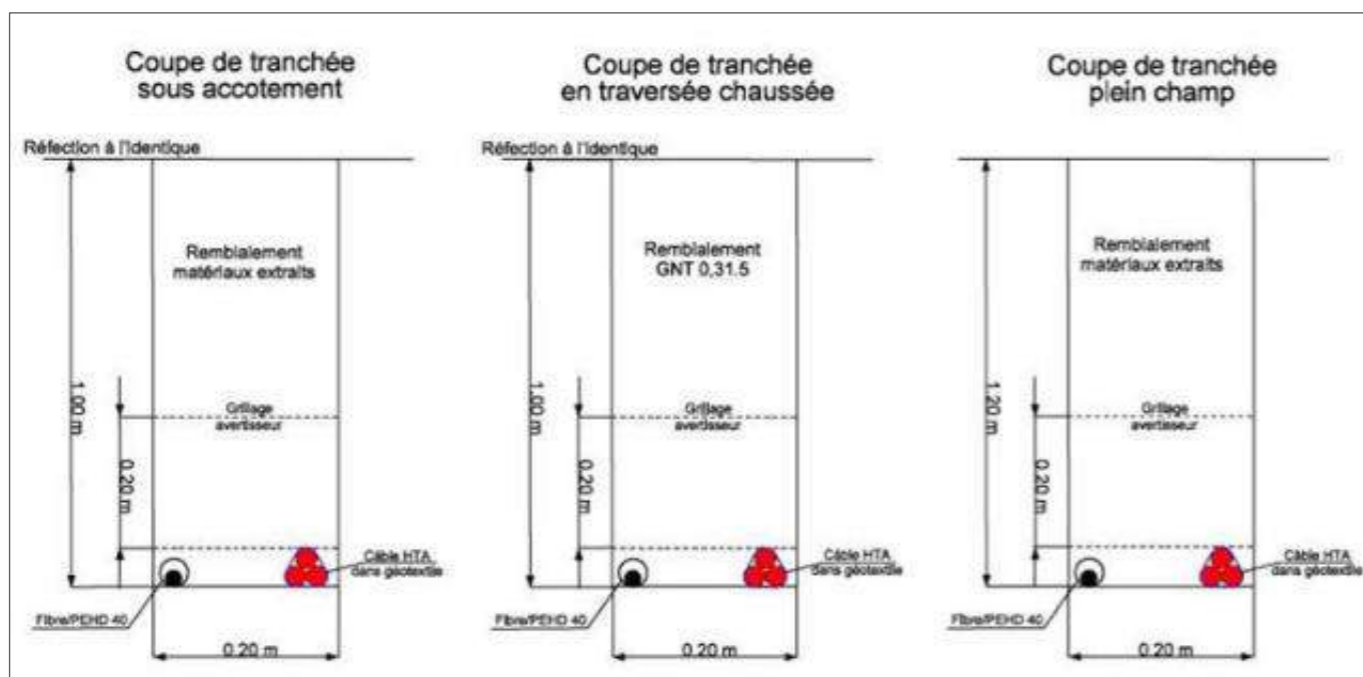 Coupe de tranchée
sous accotement
Réfection à l'identique
Remblaiement
matériaux extraits
1,00 m
Grillage
avertisseur
0.20 m
Câble HTA
dans géotextile
Fibre/PEHD 40
0.20 m
Coupe de tranchée
en traversée chaussée
Réfection à l'identique
Remblaiement
GNT 0,31.5
1,00 m
Grillage
avertisseur
0.20 m
Câble HTA
dans géotextile
Fibre/PEHD 40
0.20 m
Coupe de tranchée
plein champ
Remblaiement
matériaux extraits
1,20 m
Grillage
avertisseur
0.20 m
Câble HTA
dans géotextile
Fibre/PEHD 40
0.20 m